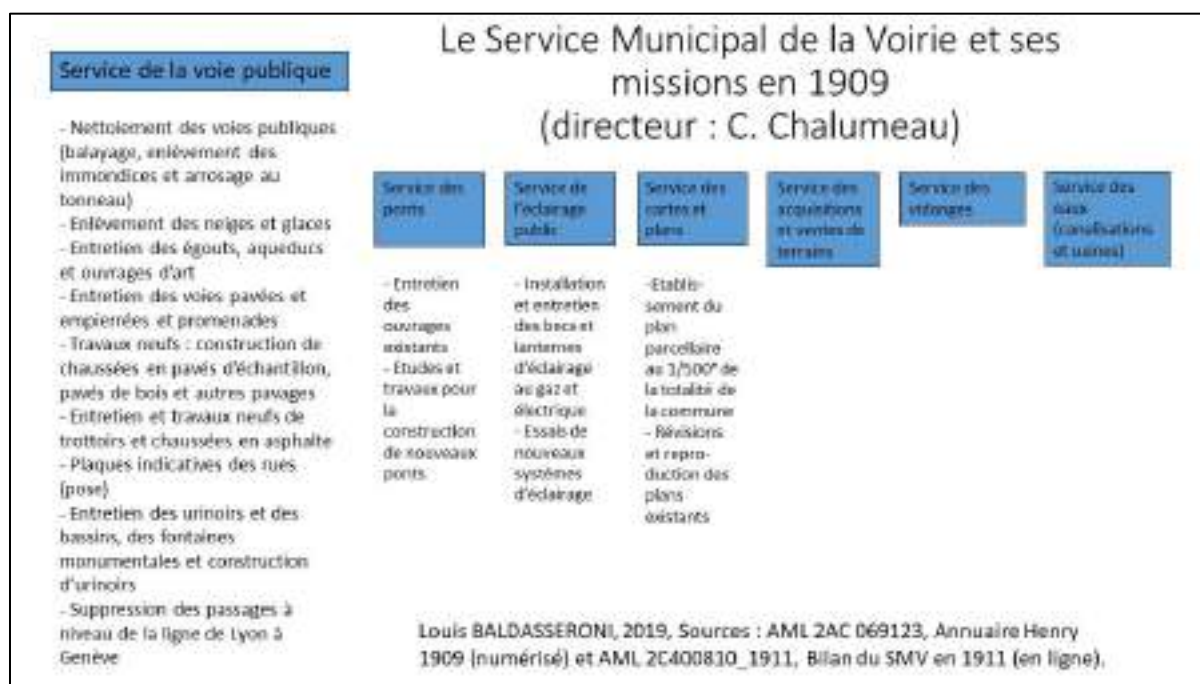 Le Service Municipal de la Voirie et ses
missions en 1909
(directeur : C. Chalumeau)
Service de la voie publique
- Nettoiement des voies publiques
(balayage, enlèvement des
immondices et arrosage au
tonneau)
- Enlèvement des neiges et glaces
- Entretien des égouts, aqueducs
et ouvrages d'art
- Entretien des voies pavées et
empierrées et promenades
- Travaux neufs : construction de
chaussées en pavés d'échantillon,
pavés de bois et autres pavages
- Entretien et travaux neufs de
trottoirs et chaussées en asphalte
- Plaques indicatives des rues
(pose)
- Entretien des urinoirs et des
bassins, des fontaines
monumentales et construction
d'urinoirs
- Suppression des passages à
niveau de la ligne de Lyon à
Genève
Service des
ponts
- Entretien
des
ouvrages
existants
- Etudes et
travaux pour
la
construction
de nouveaux
ponts
Service de
l'éclairage
public
- Installation
et entretien
des becs et
lanternes
d'éclairage
au gaz et
électrique
- Essais de
nouveaux
systèmes
d'éclairage
Service des
cartes et
plans
-Etablis-
sement du
plan
parcellaire
au 1/500° de
la totalité de
la commune
- Révisions
et repro-
duction des
plans
existants
Service des
acquisitions
et ventes de
terrains
Service des
vidanges
Service des
eaux
(canalisations
et usines)
Louis BALDASSERONI, 2019, Sources : AML 2AC 069123, Annuaire Henry
1909 (numérisé) et AML 2C400810_1911, Bilan du SMV en 1911 (en ligne).